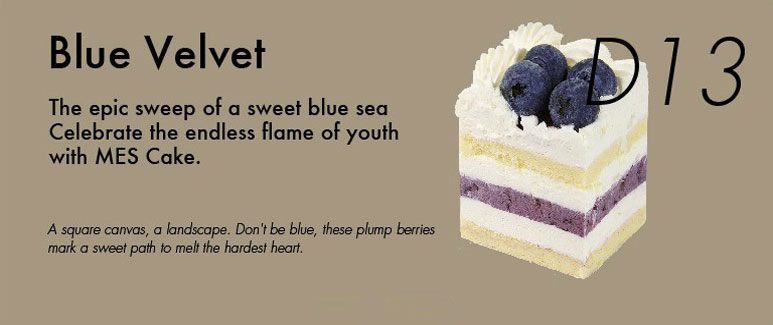 Blue Velvet
D13
The epic sweep of a sweet blue sea
Celebrate the endless flame of youth
with MES Cake.
A square canvas, a landscape. Don't be blue, these plump berries
mark a sweet path to melt the hardest heart.